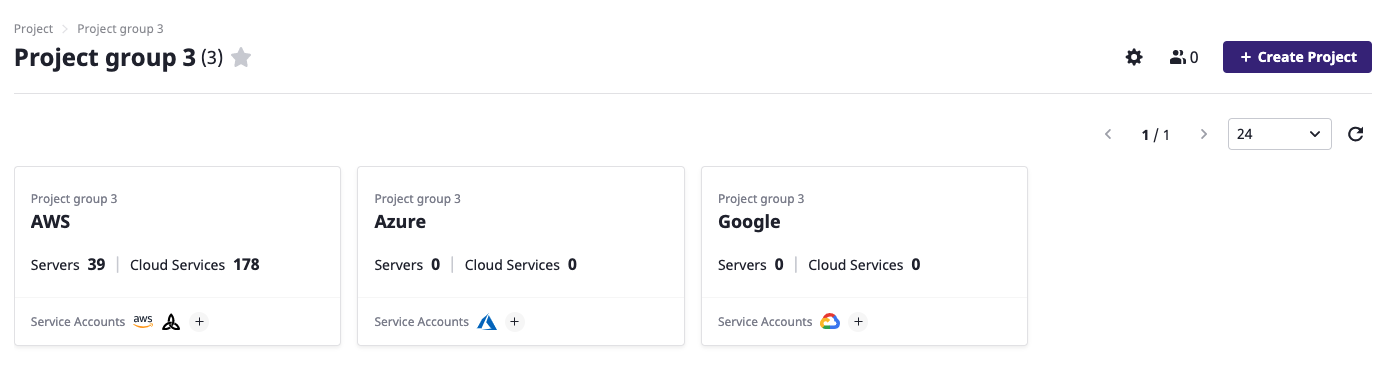 Project > Project group 3
Project group 3 (3)
0
+ Create Project
< 1 / 1 >
24
Project group 3
AWS
Servers 39 | Cloud Services 178
Service Accounts aws +
Project group 3
Azure
Servers 0 | Cloud Services 0
Service Accounts +
Project group 3
Google
Servers 0 | Cloud Services 0
Service Accounts +